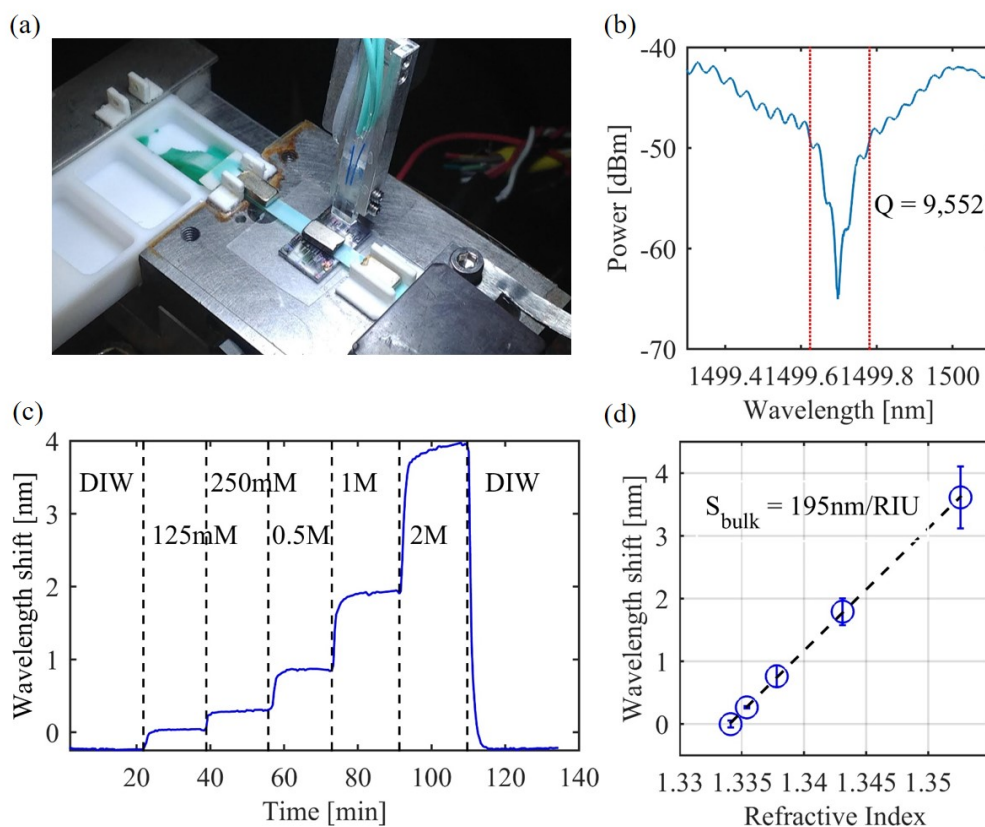 (a)
(b)
-40
-50
-60
-70
Power [dBm]
Q = 9,552
1499.4 1499.6 1499.8 1500
Wavelength [nm]
(c)
4
3
2
1
0
Wavelength shift [nm]
DIW 250mM 1M DIW
125mM 0.5M 2M
20 40 60 80 100 120 140
Time [min]
(d)
4
3
2
1
0
Wavelength shift [nm]
Sbulk = 195nm/RIU
1.33 1.335 1.34 1.345 1.35
Refractive Index